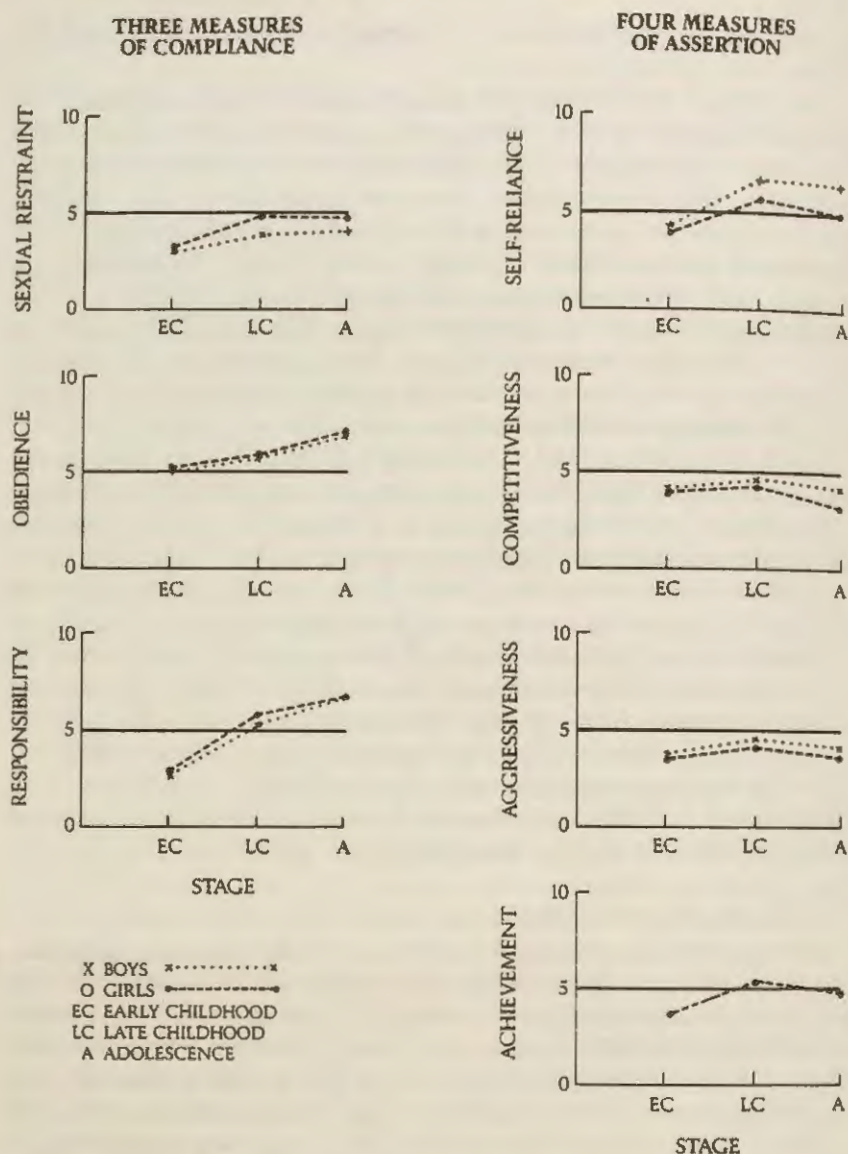 THREE MEASURES
OF COMPLIANCE
SEXUAL RESTRAINT
10
5
0
EC LC A
OBEDIENCE
10
5
0
EC LC A
RESPONSIBILITY
10
5
0
EC LC A
STAGE
X BOYS
O GIRLS
EC EARLY CHILDHOOD
LC LATE CHILDHOOD
A ADOLESCENCE
FOUR MEASURES
OF ASSERTION
SELF-RELIANCE
10
5
0
EC LC A
COMPETITIVENESS
10
5
0
EC LC A
AGGRESSIVENESS
10
5
0
EC LC A
ACHIEVEMENT
10
5
0
EC LC A
STAGE